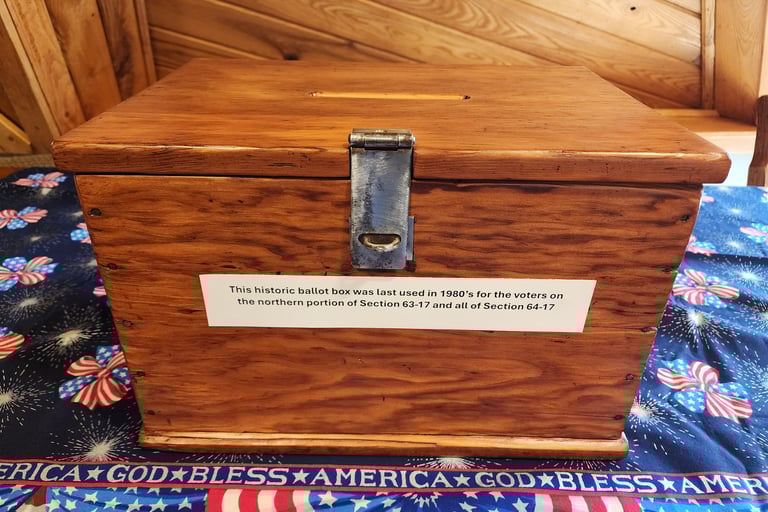 This historic ballot box was last used in 1980's for the voters on
the northern portion of Section 63-17 and all of Section 64-17
ERICA★GOD★BLESS★AMERICA★GOD★BLESS★AMERICA